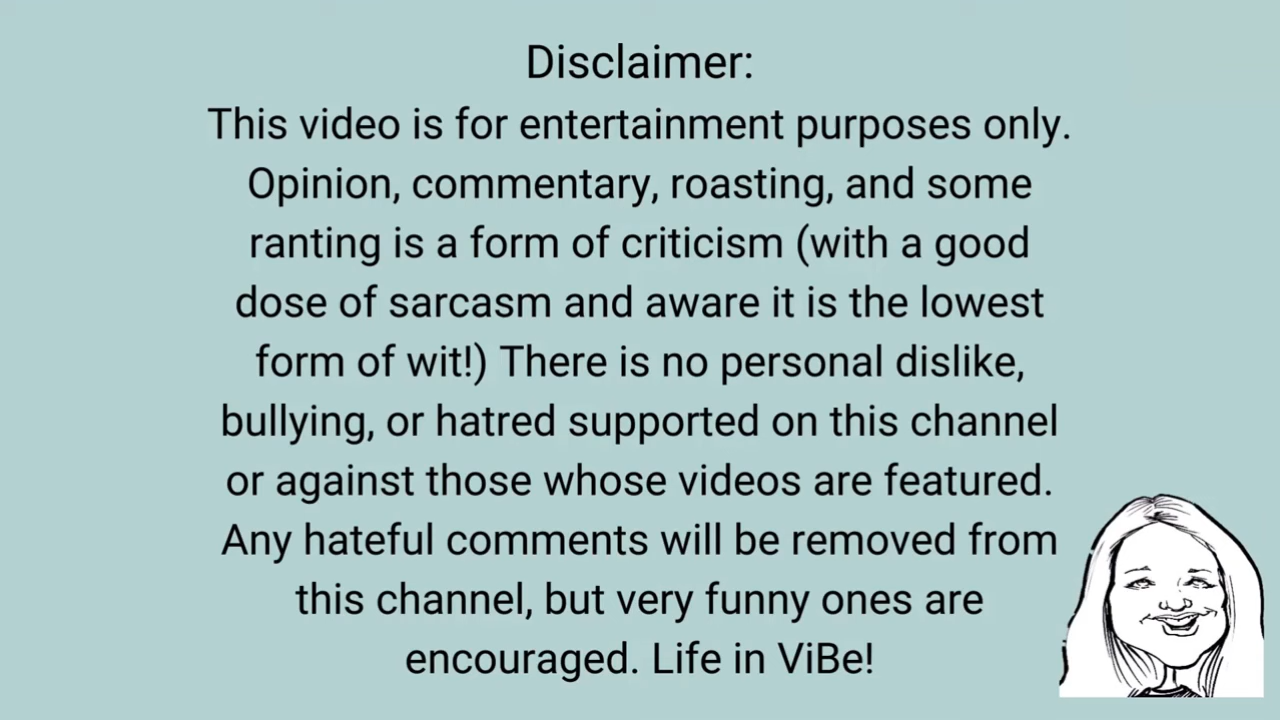 Disclaimer:
This video is for entertainment purposes only.
Opinion, commentary, roasting, and some
ranting is a form of criticism (with a good
dose of sarcasm and aware it is the lowest
form of wit!) There is no personal dislike,
bullying, or hatred supported on this channel
or against those whose videos are featured.
Any hateful comments will be removed from
this channel, but very funny ones are
encouraged. Life in ViBe!